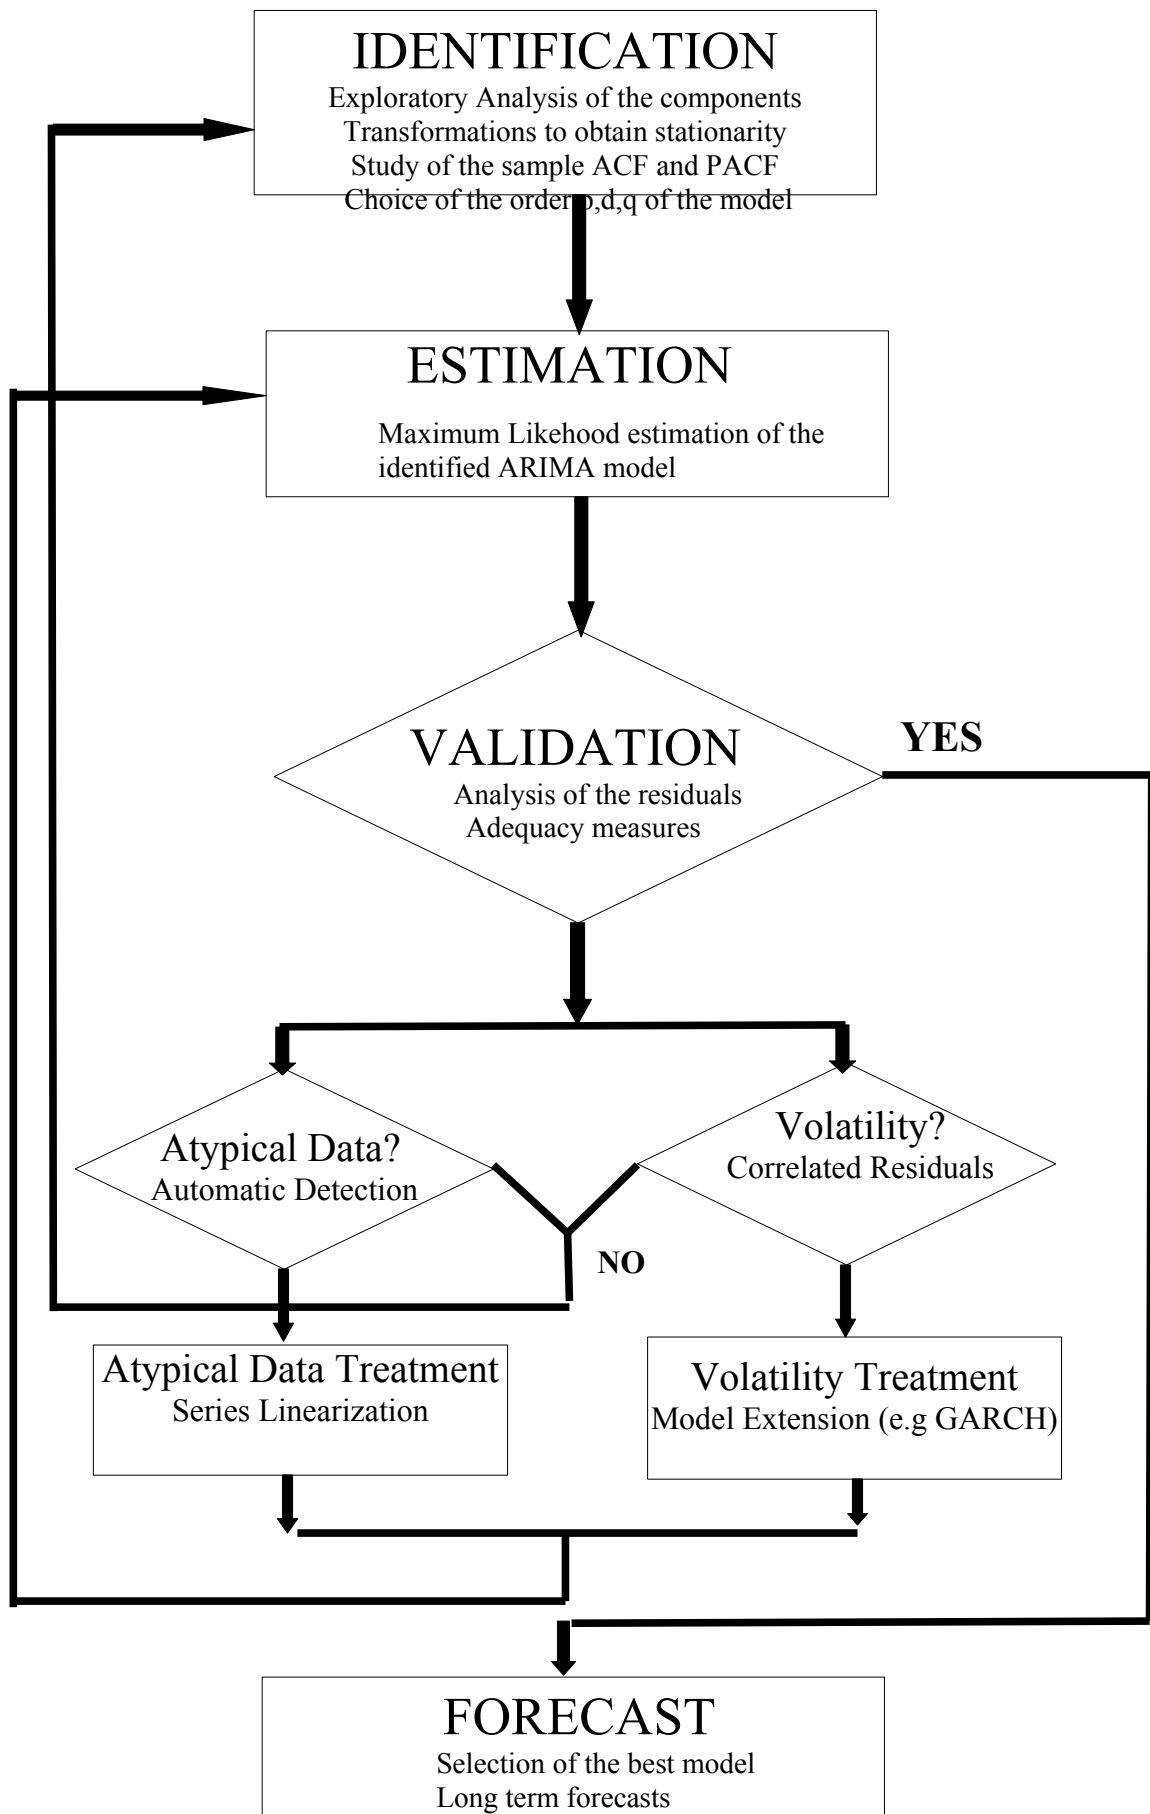 IDENTIFICATION
Exploratory Analysis of the components
Transformations to obtain stationarity
Study of the sample ACF and PACF
Choice of the order p,d,q of the model
ESTIMATION
Maximum Likehood estimation of the
identified ARIMA model
VALIDATION
Analysis of the residuals
Adequacy measures
YES
Atypical Data?
Automatic Detection
Volatility?
Correlated Residuals
NO
Atypical Data Treatment
Series Linearization
Volatility Treatment
Model Extension (e.g GARCH)
FORECAST
Selection of the best model
Long term forecasts